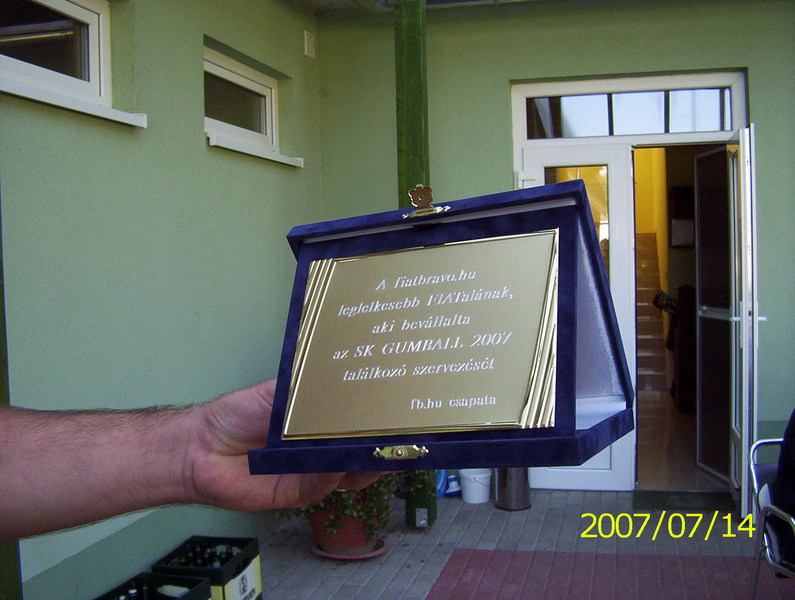 A fiatbravo.hu
leglelkesebb FIATalának,
aki bevállalta
az SK GUMBALL 2007
találkozó szervezését
fb.hu csapata
2007/07/14